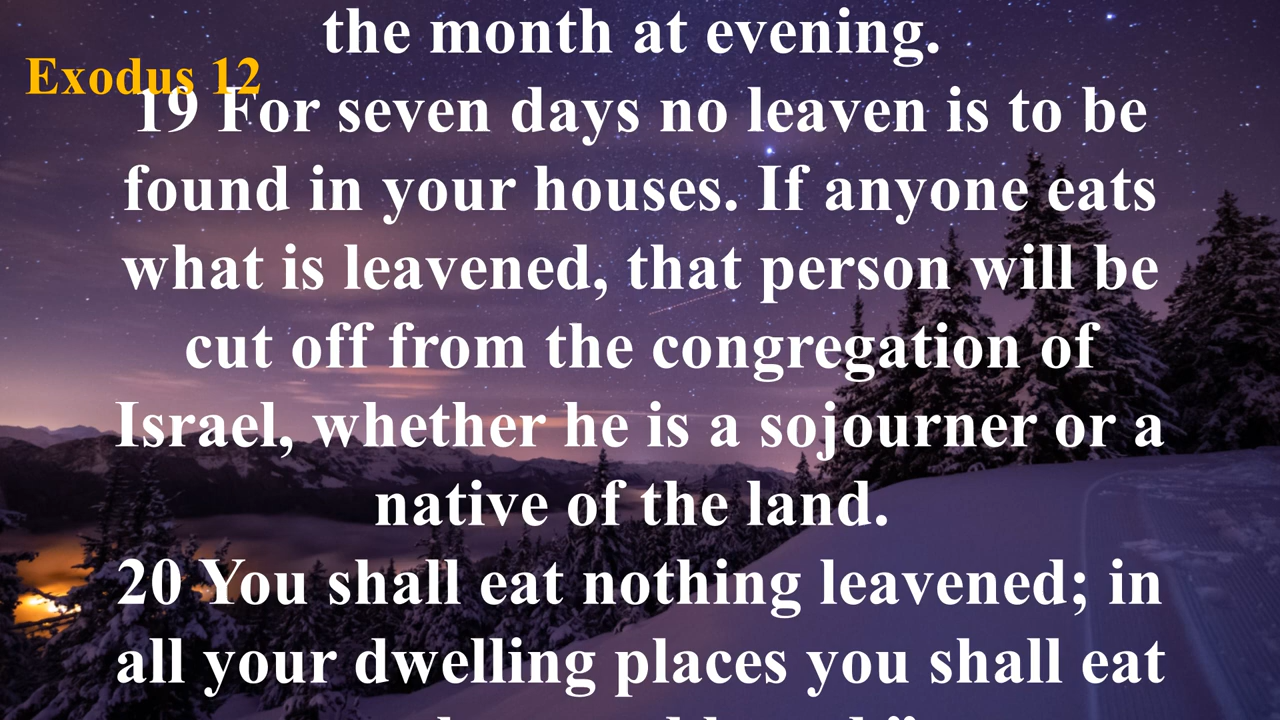 the month at evening.
Exodus 12
19 For seven days no leaven is to be
found in your houses. If anyone eats
what is leavened, that person will be
cut off from the congregation of
Israel, whether he is a sojourner or a
native of the land.
20 You shall eat nothing leavened; in
all your dwelling places you shall eat